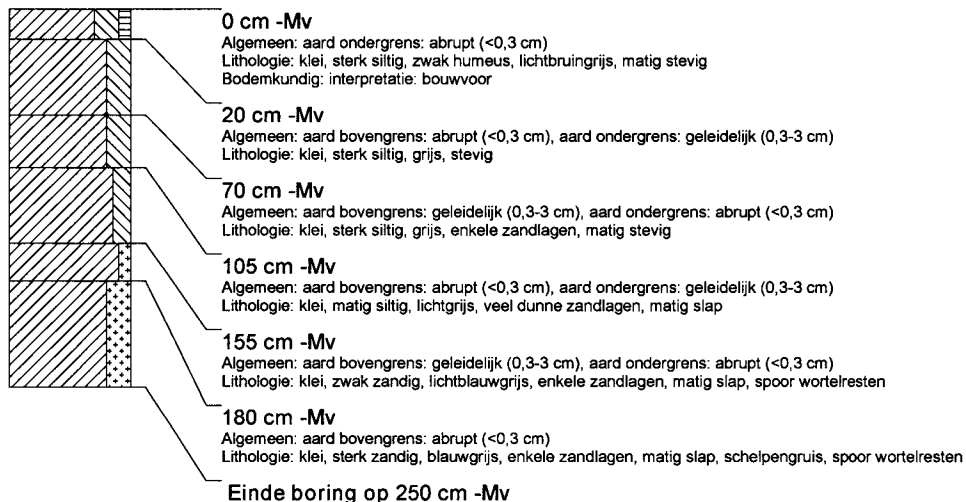 0 cm -Mv
Algemeen: aard ondergrens: abrupt (<0,3 cm)
Lithologie: klei, sterk siltig, zwak humeus, lichtbruingrijs, matig stevig
Bodemkundig: interpretatie: bouwvoor
20 cm -Mv
Algemeen: aard bovengrens: abrupt (<0,3 cm), aard ondergrens: geleidelijk (0,3-3 cm)
Lithologie: klei, sterk siltig, grijs, stevig
70 cm -Mv
Algemeen: aard bovengrens: geleidelijk (0,3-3 cm), aard ondergrens: abrupt (<0,3 cm)
Lithologie: klei, sterk siltig, grijs, enkele zandlagen, matig stevig
105 cm -Mv
Algemeen: aard bovengrens: abrupt (<0,3 cm), aard ondergrens: geleidelijk (0,3-3 cm)
Lithologie: klei, matig siltig, lichtgrijs, veel dunne zandlagen, matig slap
155 cm -Mv
Algemeen: aard bovengrens: geleidelijk (0,3-3 cm), aard ondergrens: abrupt (<0,3 cm)
Lithologie: klei, zwak zandig, lichtblauwgrijs, enkele zandlagen, matig slap, spoor wortelresten
180 cm -Mv
Algemeen: aard bovengrens: abrupt (<0,3 cm)
Lithologie: klei, sterk zandig, blauwgrijs, enkele zandlagen, matig slap, schelpengruis, spoor wortelresten
Einde boring op 250 cm -Mv